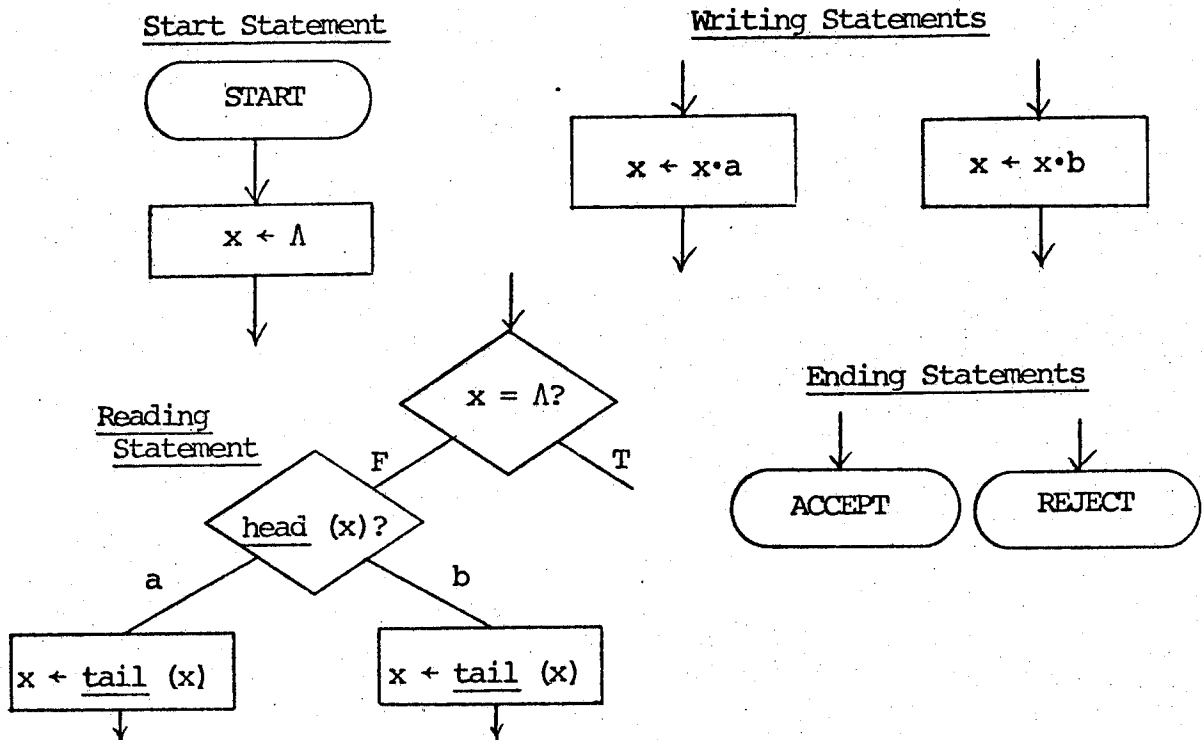 Start Statement
START
x ← Λ
Writing Statements
x ← x·a
x ← x·b
Reading
Statement
x = Λ?
F
T
head (x)?
a
b
x ← tail (x)
x ← tail (x)
Ending Statements
ACCEPT
REJECT